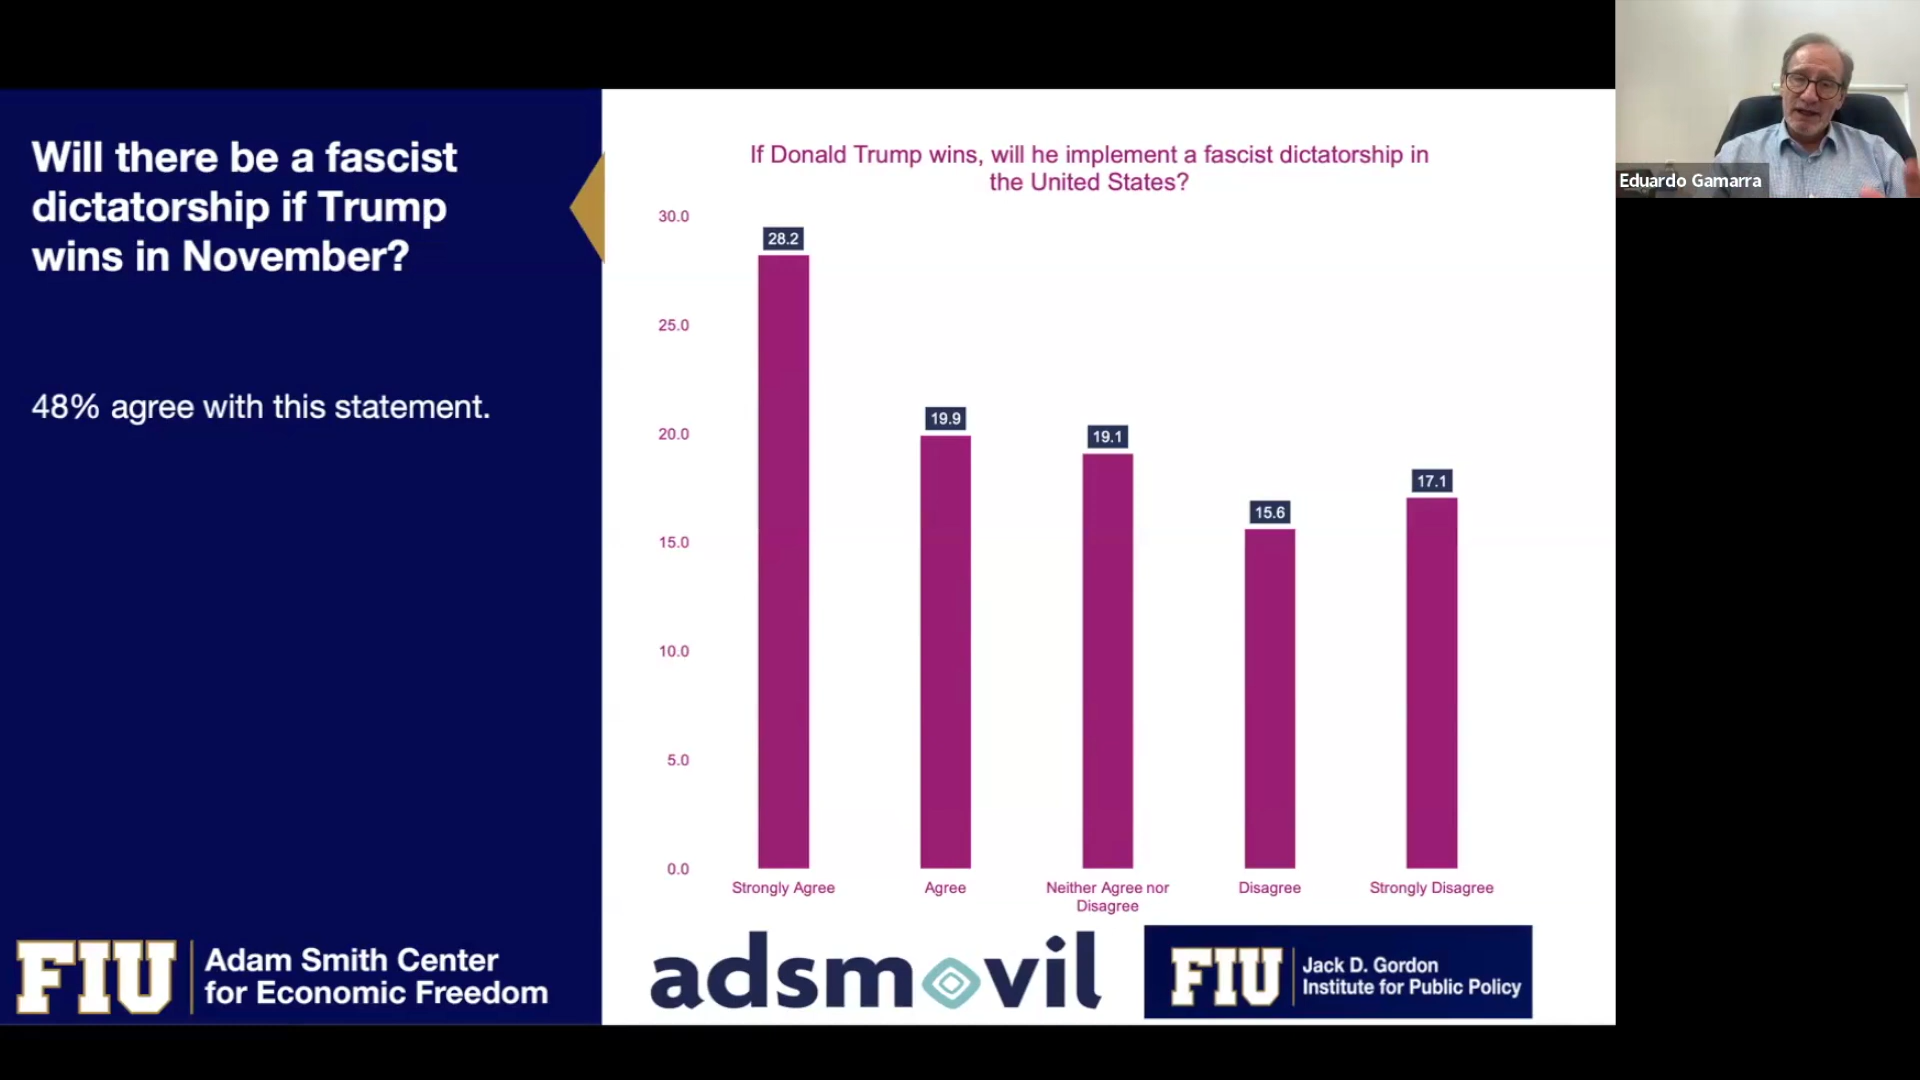 Will there be a fascist
dictatorship if Trump
wins in November?
48% agree with this statement.
FIU
Adam Smith Center
for Economic Freedom
If Donald Trump wins, will he implement a fascist dictatorship in
the United States?
30.0
25.0
20.0
15.0
10.0
5.0
0.0
28.2
19.9
19.1
15.6
17.1
Strongly Agree
Agree
Neither Agree nor
Disagree
Disagree
Strongly Disagree
adsmovil
FIU
Jack D. Gordon
Institute for Public Policy
Eduardo Gamarra